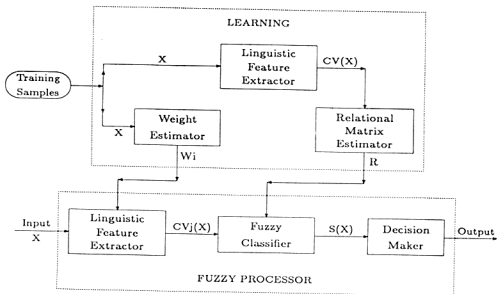 LEARNING
Linguistic
Feature
Extractor
X
CV(X)
Training
Samples
Weight
Estimator
X
Relational
Matrix
Estimator
Wi
R
Input
X
Linguistic
Feature
Extractor
CVj(X)
Fuzzy
Classifier
S(X)
Decision
Maker
Output
FUZZY PROCESSOR